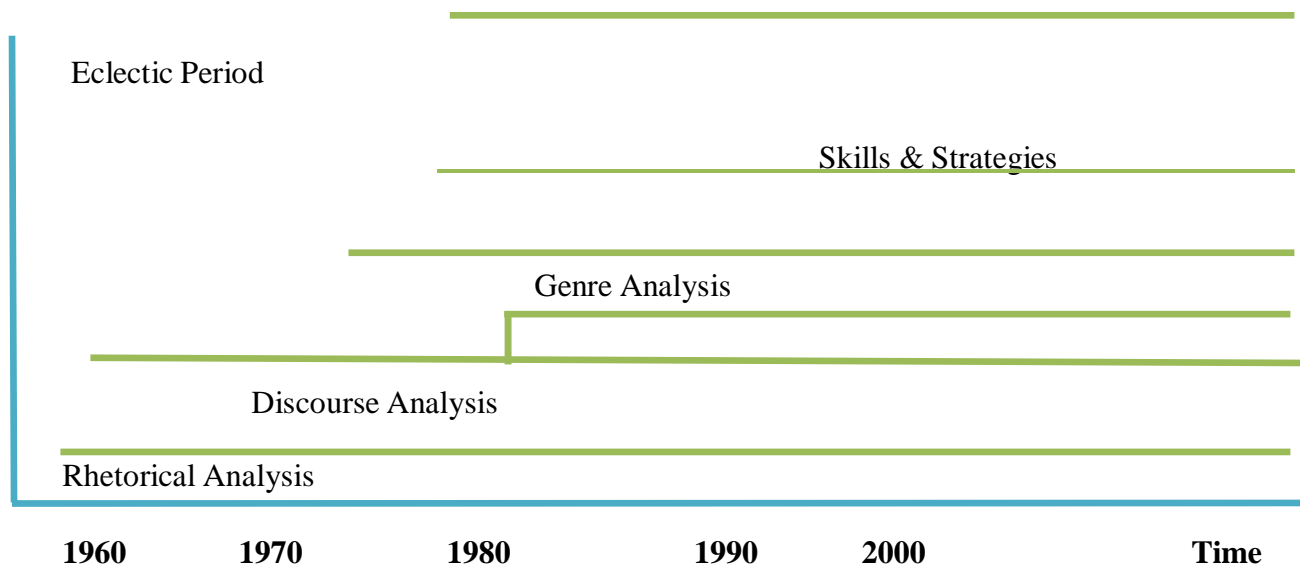 Eclectic Period
Skills & Strategies
Genre Analysis
Discourse Analysis
Rhetorical Analysis
1960 1970 1980 1990 2000 Time